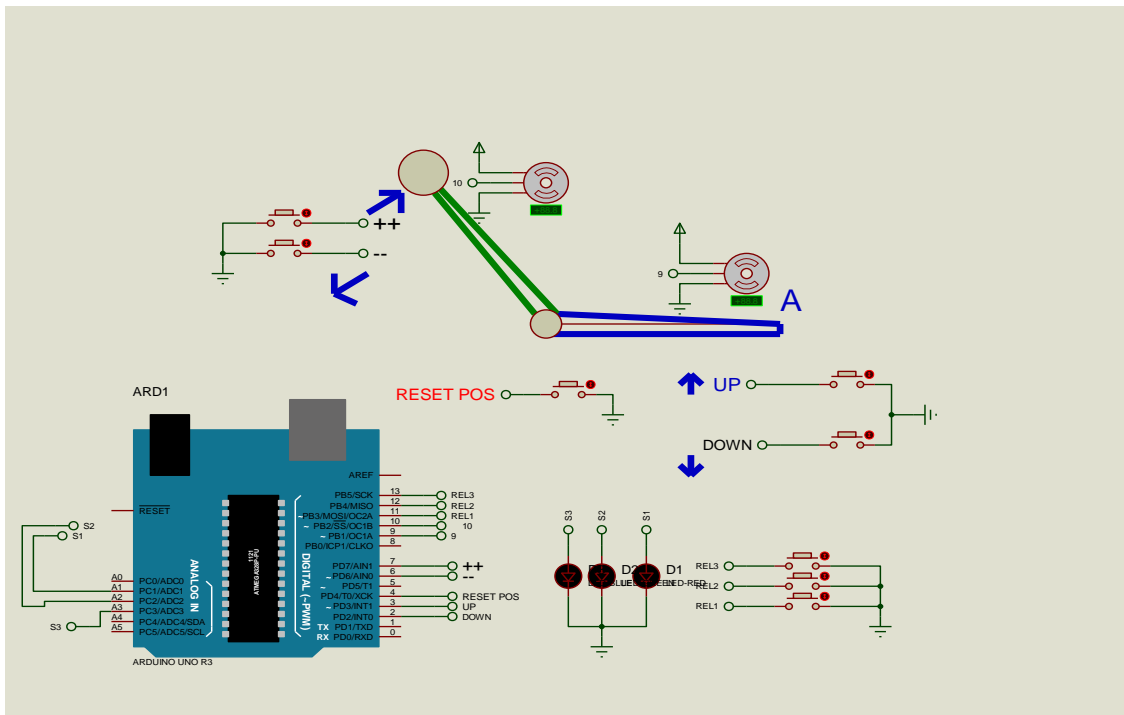 10
++
--
9
A
RESET POS
UP
DOWN
ARD1
AREF
RESET
PB5/SCK 13 REL3
PB4/MISO 12 REL2
~PB3/MOSI/OC2A 11 REL1
~ PB2/SS/OC1B 10 10
~ PB1/OC1A 9 9
PB0/ICP1/CLKO 8
PD7/AIN1 7 ++
~ PD6/AIN0 6 --
~ PD5/T1 5
PD4/T0/XCK 4 RESET POS
~ PD3/INT1 3 UP
PD2/INT0 2 DOWN
TX PD1/TXD 1
RX PD0/RXD 0
S2
S1
S3
A0 PC0/ADC0
A1 PC1/ADC1
A2 PC2/ADC2
A3 PC3/ADC3
A4 PC4/ADC4/SDA
A5 PC5/ADC5/SCL
ANALOG IN
ATMEGA328P-PU
1121
DIGITAL (~PWM)
ARDUINO UNO R3
S3 S2 S1
D2 D1
REL3
REL2
REL1